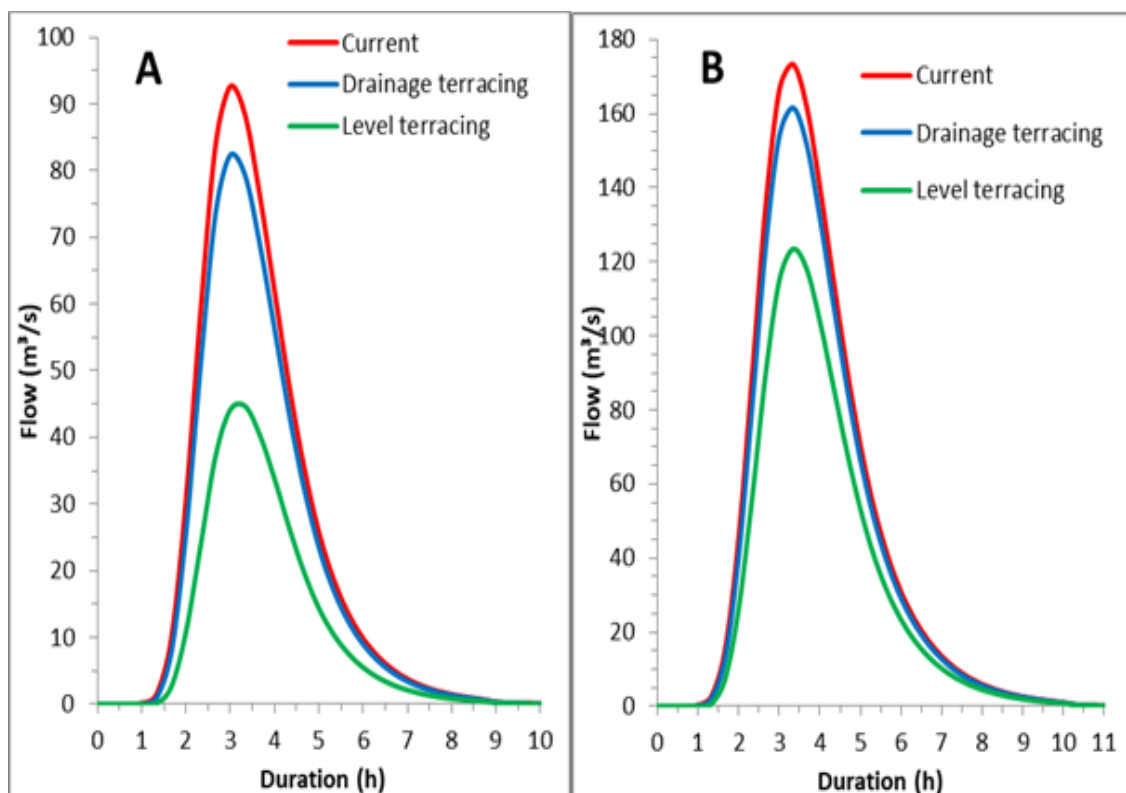 A
Current
Drainage terracing
Level terracing
100
90
80
70
60
50
40
30
20
10
0
Flow (m³/s)
0 1 2 3 4 5 6 7 8 9 10
Duration (h)
B
Current
Drainage terracing
Level terracing
180
160
140
120
100
80
60
40
20
0
Flow (m³/s)
0 1 2 3 4 5 6 7 8 9 10 11
Duration (h)